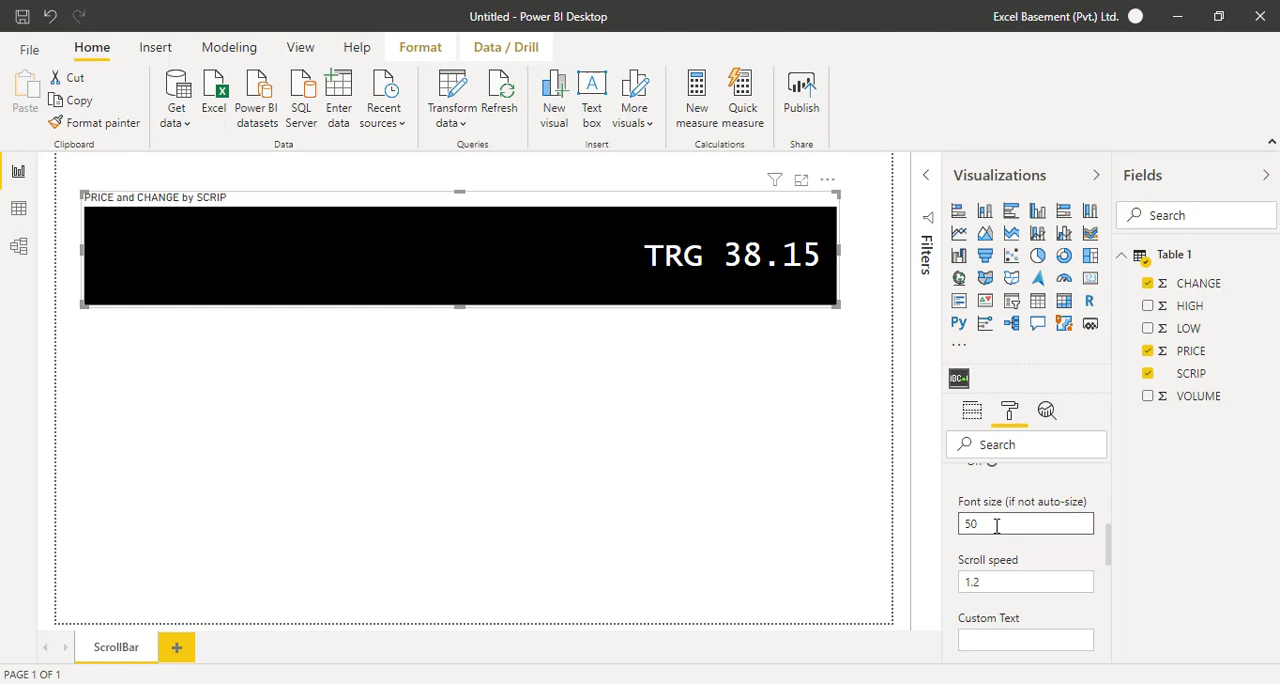 Untitled - Power BI Desktop
Excel Basement (Pvt.) Ltd.
File Home Insert Modeling View Help Format Data / Drill
Paste
Cut
Copy
Format painter
Clipboard
Get data
Excel
Power BI datasets
SQL Server
Enter data
Recent sources
Data
Transform data
Refresh
Queries
New visual
Text box
More visuals
Insert
New measure
Quick measure
Calculations
Publish
Share
PRICE and CHANGE by SCRIP
TRG 38.15
Filters
Visualizations
R
Py
123
Search
Font size (if not auto-size)
50
Scroll speed
1.2
Custom Text
Fields
Search
Table 1
CHANGE
HIGH
LOW
PRICE
SCRIP
VOLUME
ScrollBar
PAGE 1 OF 1